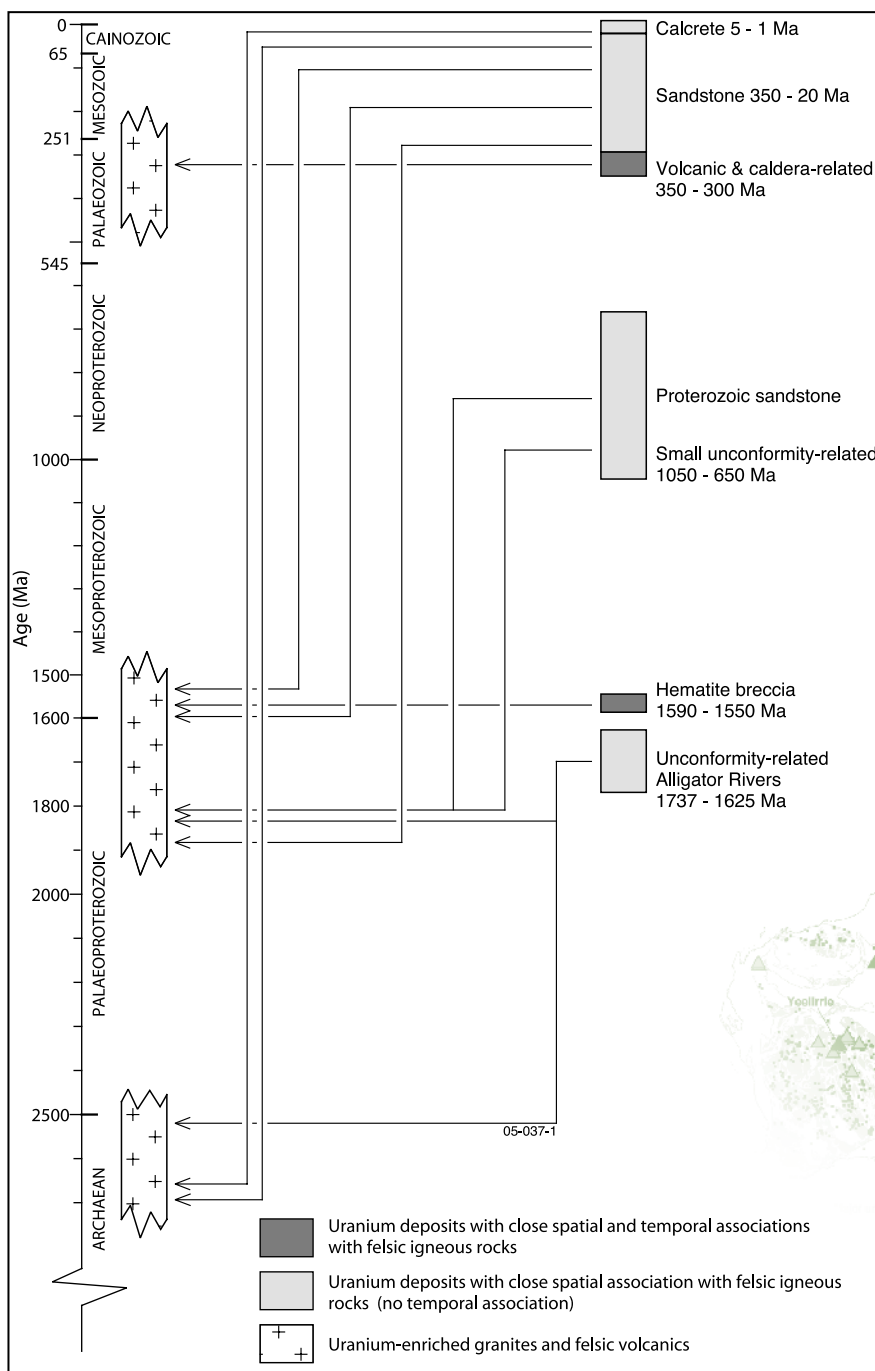 0
65
251
545
1000
1500
1600
1800
2000
2500
Age (Ma)
CAINOZOIC
MESOZOIC
PALAEOZOIC
NEOPROTEROZOIC
MESOPROTEROZOIC
PALAEOPROTEROZOIC
ARCHAEAN
Calcrete 5 - 1 Ma
Sandstone 350 - 20 Ma
Volcanic & caldera-related
350 - 300 Ma
Proterozoic sandstone
Small unconformity-related
1050 - 650 Ma
Hematite breccia
1590 - 1550 Ma
Unconformity-related
Alligator Rivers
1737 - 1625 Ma
Yeelirrie
05-037-1
Uranium deposits with close spatial and temporal associations
with felsic igneous rocks
Uranium deposits with close spatial association with felsic igneous
rocks (no temporal association)
Uranium-enriched granites and felsic volcanics